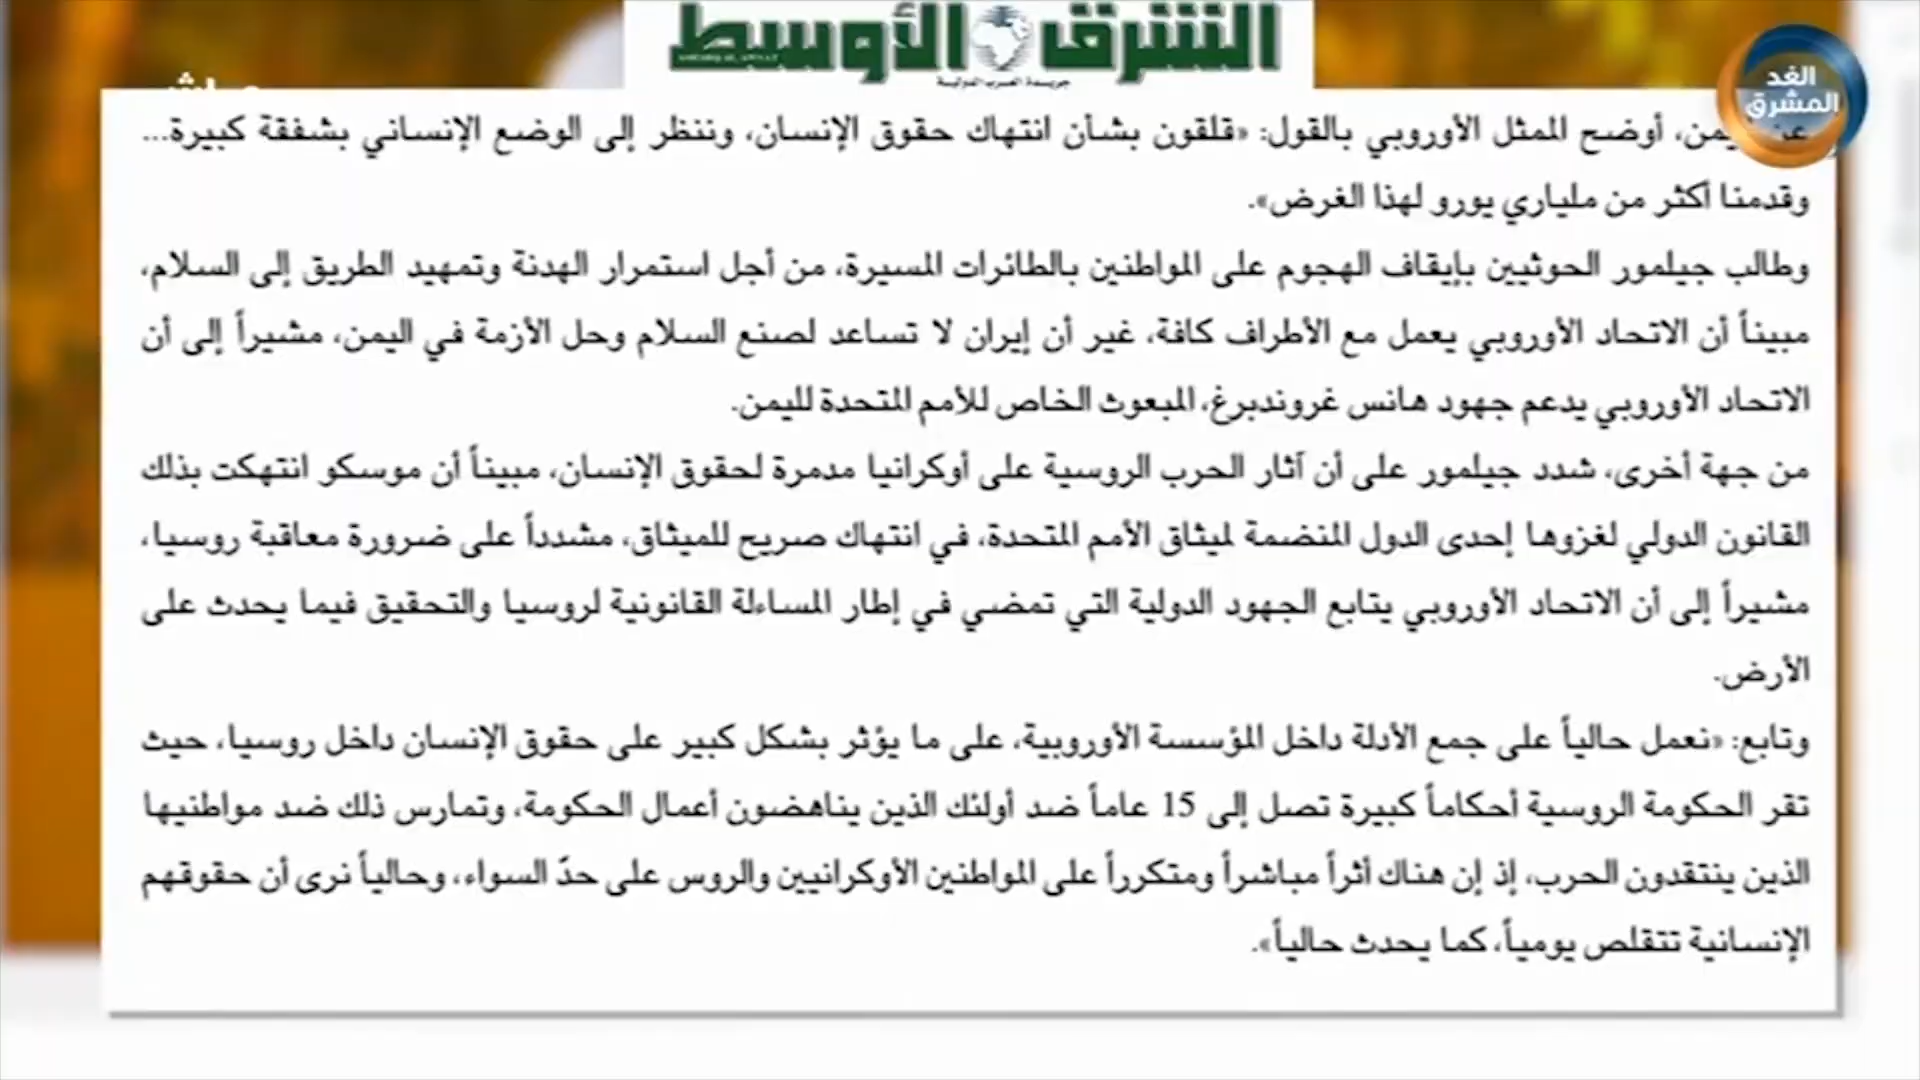 الشرق الأوسط
جريدة العرب الدولية
الغد
المشرق
عن اليمن، أوضح الممثل الأوروبي بالقول: «قلقون بشأن انتهاك حقوق الإنسان، وننظر إلى الوضع الإنساني بشفقة كبيرة...
وقدمنا أكثر من ملياري يورو لهذا الغرض».
وطالب جيلمور الحوثيين بإيقاف الهجوم على المواطنين بالطائرات المسيرة، من أجل استمرار الهدنة وتمهيد الطريق إلى السلام،
مبيناً أن الاتحاد الأوروبي يعمل مع الأطراف كافة، غير أن إيران لا تساعد لصنع السلام وحل الأزمة في اليمن، مشيراً إلى أن
الاتحاد الأوروبي يدعم جهود هانس غروندبرغ، المبعوث الخاص للأمم المتحدة لليمن.
من جهة أخرى، شدد جيلمور على أن آثار الحرب الروسية على أوكرانيا مدمرة لحقوق الإنسان، مبيناً أن موسكو انتهكت بذلك
القانون الدولي لغزوها إحدى الدول المنضمة لميثاق الأمم المتحدة، في انتهاك صريح للميثاق، مشدداً على ضرورة معاقبة روسيا،
مشيراً إلى أن الاتحاد الأوروبي يتابع الجهود الدولية التي تمضي في إطار المساءلة القانونية لروسيا والتحقيق فيما يحدث على
الأرض.
وتابع: «نعمل حالياً على جمع الأدلة داخل المؤسسة الأوروبية، على ما يؤثر بشكل كبير على حقوق الإنسان داخل روسيا، حيث
تقر الحكومة الروسية أحكاماً كبيرة تصل إلى 15 عاماً ضد أولئك الذين يناهضون أعمال الحكومة، وتمارس ذلك ضد مواطنيها
الذين ينتقدون الحرب، إذ إن هناك أثراً مباشراً ومتكرراً على المواطنين الأوكرانيين والروس على حدّ السواء، وحالياً نرى أن حقوقهم
الإنسانية تتقلص يومياً، كما يحدث حالياً».